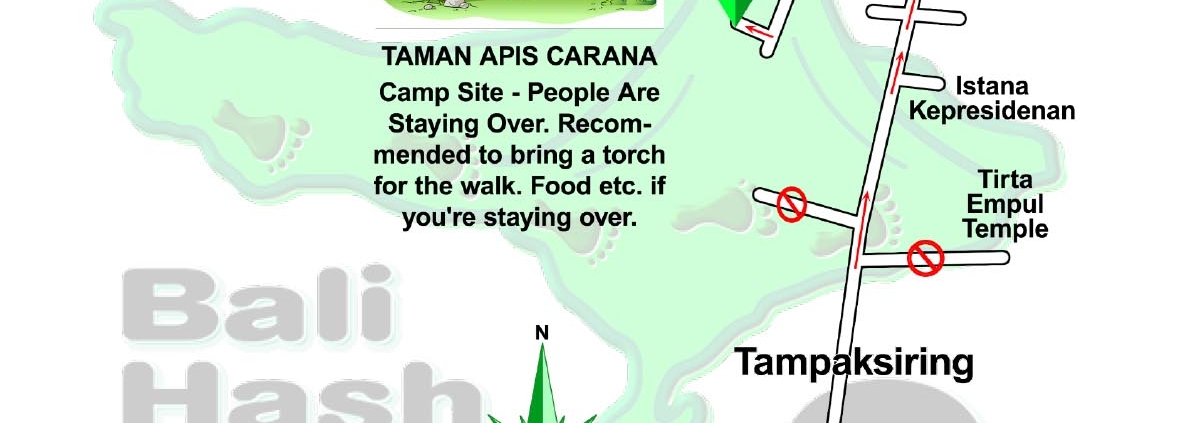 TAMAN APIS CARANA
Camp Site - People Are
Staying Over. Recom-
mended to bring a torch
for the walk. Food etc. if
you're staying over.
Istana
Kepresidenan
Tirta
Empul
Temple
Bali
Hash
N
Tampaksiring